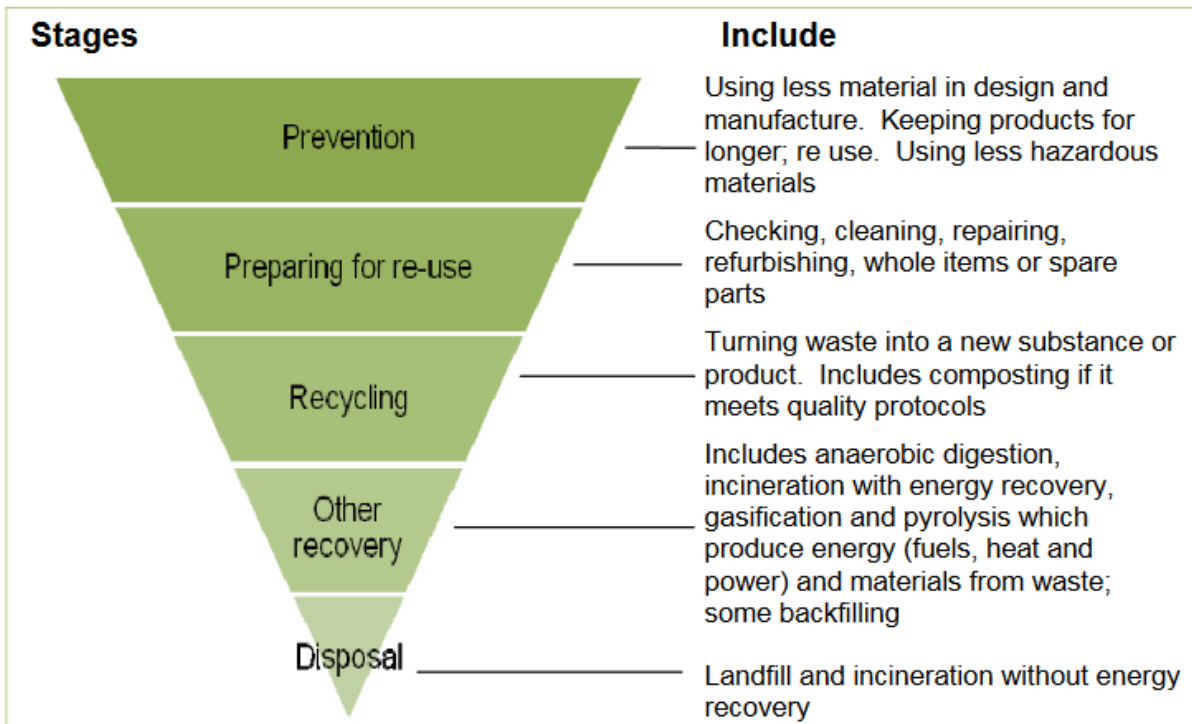 Stages
Include
Prevention
Using less material in design and
manufacture. Keeping products for
longer; re use. Using less hazardous
materials
Preparing for re-use
Checking, cleaning, repairing,
refurbishing, whole items or spare
parts
Recycling
Turning waste into a new substance or
product. Includes composting if it
meets quality protocols
Other
recovery
Includes anaerobic digestion,
incineration with energy recovery,
gasification and pyrolysis which
produce energy (fuels, heat and
power) and materials from waste;
some backfilling
Disposal
Landfill and incineration without energy
recovery